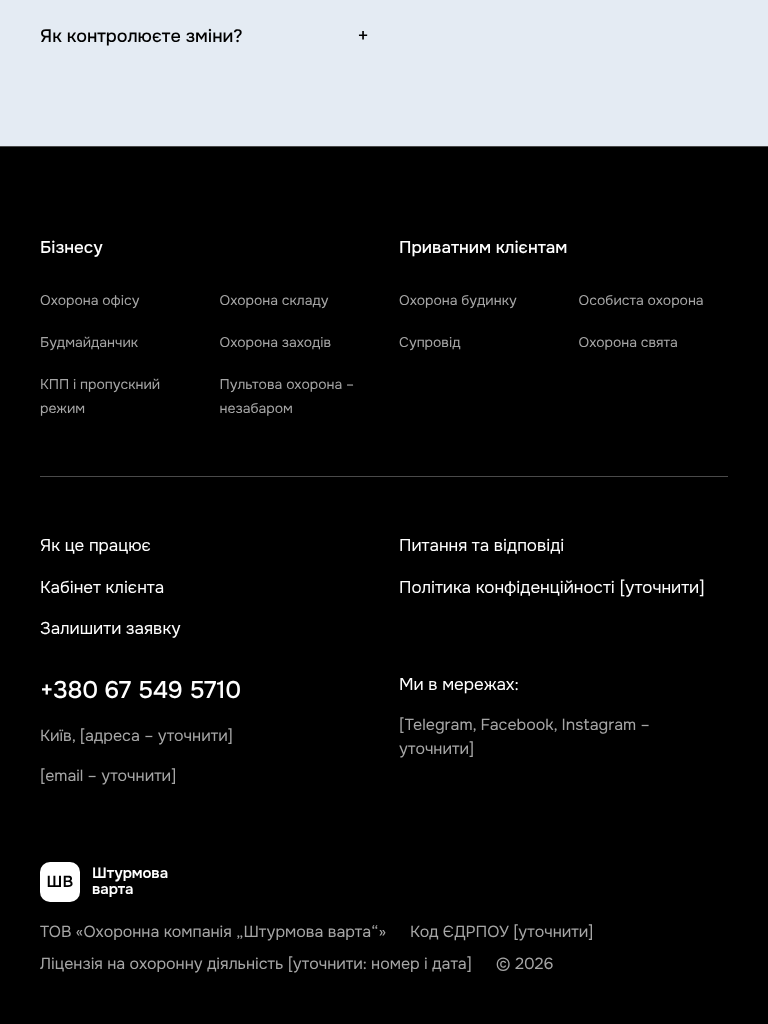 Як контролюєте зміни? +
Бізнесу
Приватним клієнтам
Охорона офісу
Охорона складу
Охорона будинку
Особиста охорона
Будмайданчик
Охорона заходів
Супровід
Охорона свята
КПП і пропускний
режим
Пультова охорона –
незабаром
Як це працює
Питання та відповіді
Кабінет клієнта
Політика конфіденційності [уточнити]
Залишити заявку
+380 67 549 5710
Київ, [адреса – уточнити]
[email – уточнити]
Ми в мережах:
[Telegram, Facebook, Instagram –
уточнити]
ШВ
Штурмова
варта
ТОВ «Охоронна компанія „Штурмова варта“» Код ЄДРПОУ [уточнити]
Ліцензія на охоронну діяльність [уточнити: номер і дата] © 2026